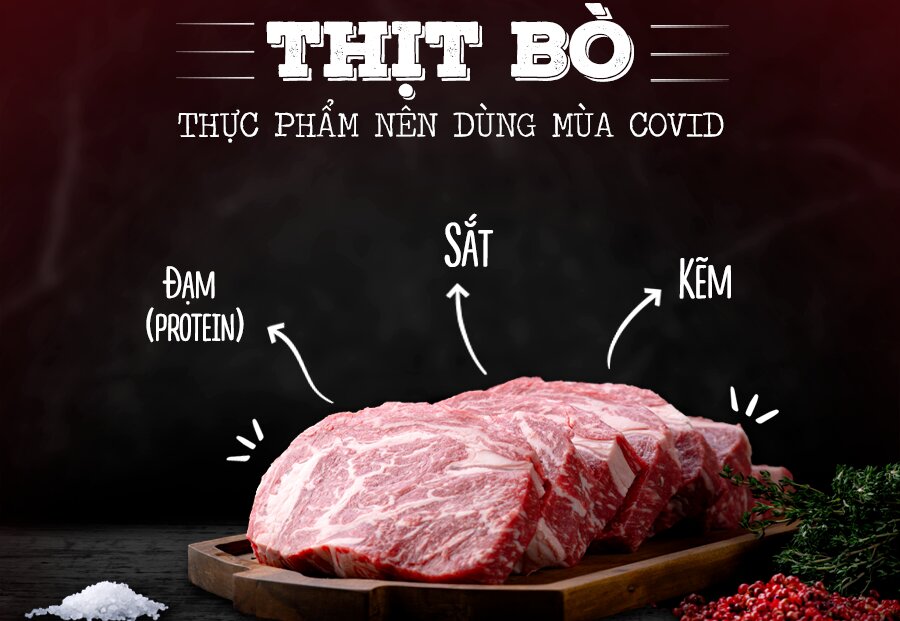 THỊT BÒ
THỰC PHẨM NÊN DÙNG MÙA COVID
SẮT
KẼM
ĐẠM
(PROTEIN)